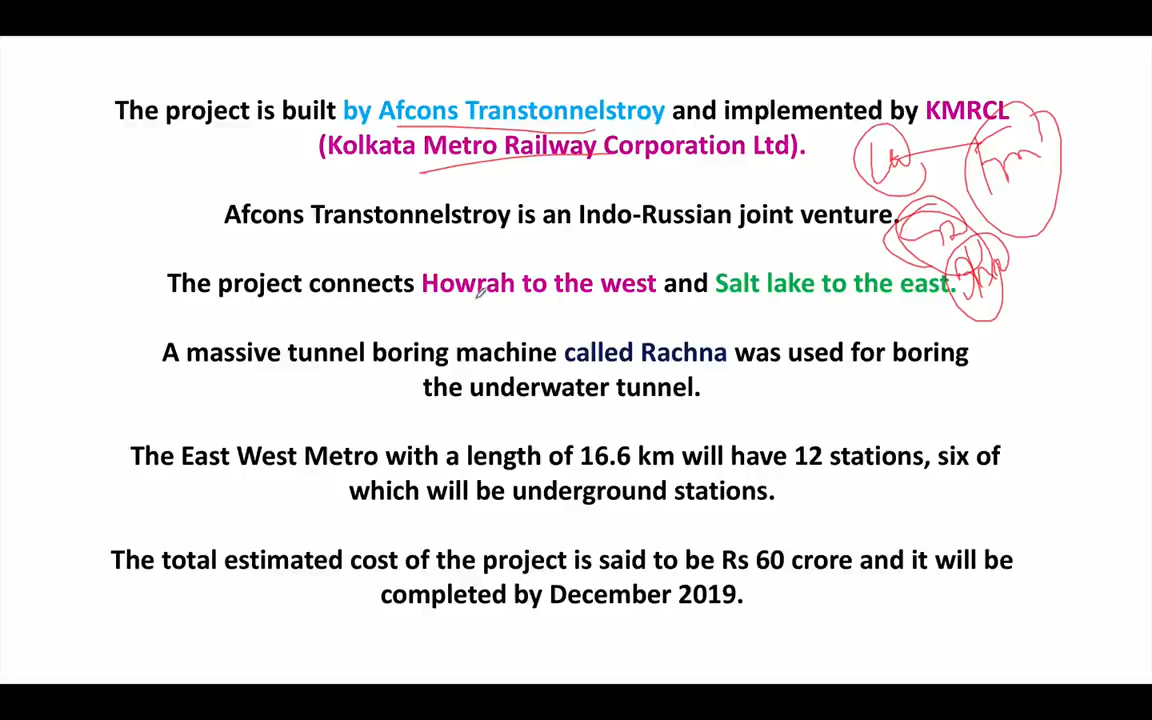 The project is built by Afcons Transtonnelstroy and implemented by KMRCL
(Kolkata Metro Railway Corporation Ltd).
Afcons Transtonnelstroy is an Indo-Russian joint venture.
The project connects Howrah to the west and Salt lake to the east.
A massive tunnel boring machine called Rachna was used for boring
the underwater tunnel.
The East West Metro with a length of 16.6 km will have 12 stations, six of
which will be underground stations.
The total estimated cost of the project is said to be Rs 60 crore and it will be
completed by December 2019.